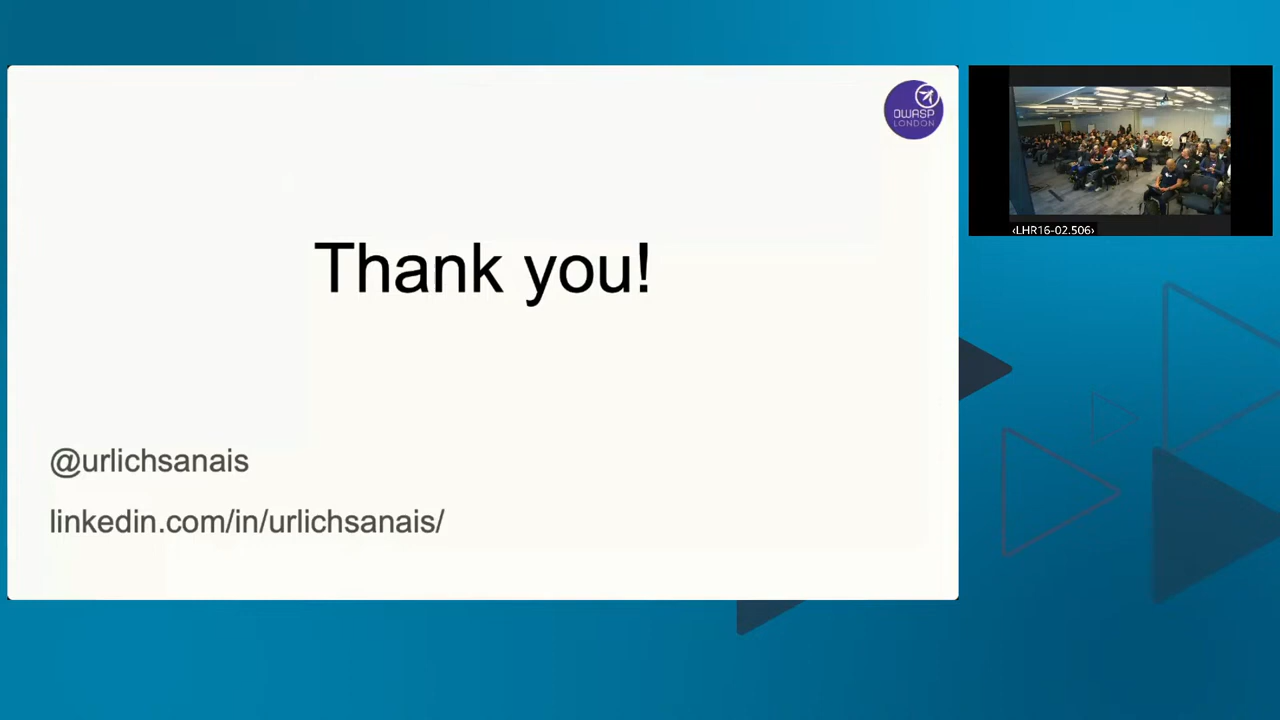 OWASP
LONDON
Thank you!
@urlichsanais
linkedin.com/in/urlichsanais/
‹LHR16-02.506›